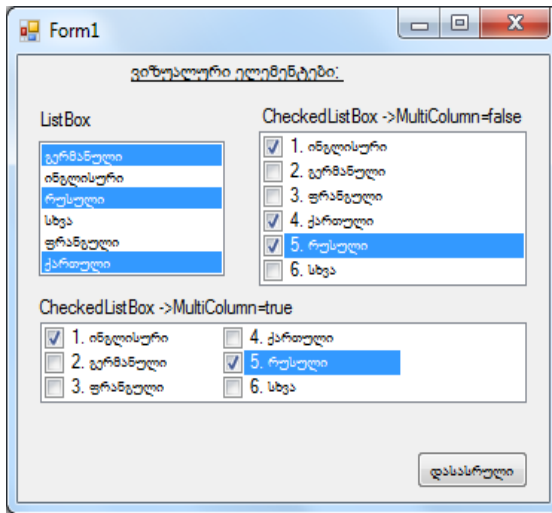 Form1
ვიზუალური ელემენტები:
ListBox
გერმანული
ინგლისური
რუსული
სხვა
ფრანგული
ქართული
CheckedListBox ->MultiColumn=false
1. ინგლისური
2. გერმანული
3. ფრანგული
4. ქართული
5. რუსული
6. სხვა
CheckedListBox ->MultiColumn=true
1. ინგლისური
2. გერმანული
3. ფრანგული
4. ქართული
5. რუსული
6. სხვა
დასასრული